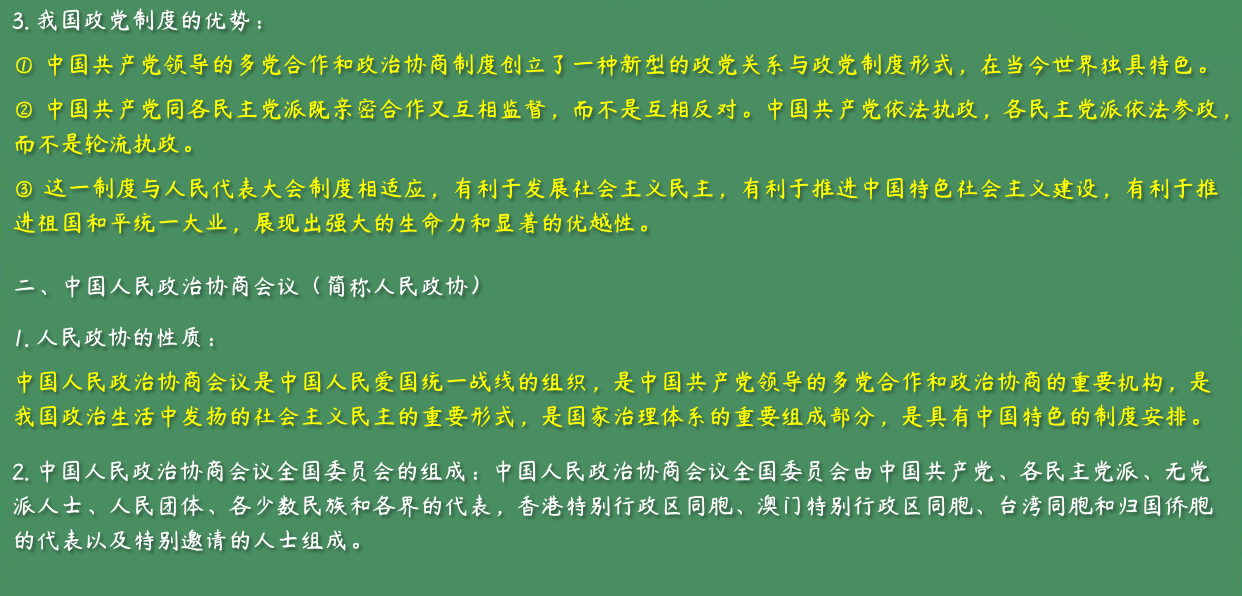 3. 我国政党制度的优势：
① 中国共产党领导的多党合作和政治协商制度创立了一种新型的政党关系与政党制度形式，在当今世界独具特色。
② 中国共产党同各民主党派既亲密合作又互相监督，而不是互相反对。中国共产党依法执政，各民主党派依法参政，
而不是轮流执政。
③ 这一制度与人民代表大会制度相适应，有利于发展社会主义民主，有利于推进中国特色社会主义建设，有利于推
进祖国和平统一大业，展现出强大的生命力和显著的优越性。
二、中国人民政治协商会议（简称人民政协）
1. 人民政协的性质：
中国人民政治协商会议是中国人民爱国统一战线的组织，是中国共产党领导的多党合作和政治协商的重要机构，是
我国政治生活中发扬的社会主义民主的重要形式，是国家治理体系的重要组成部分，是具有中国特色的制度安排。
2. 中国人民政治协商会议全国委员会的组成：中国人民政治协商会议全国委员会由中国共产党、各民主党派、无党
派人士、人民团体、各少数民族和各界的代表，香港特别行政区同胞、澳门特别行政区同胞、台湾同胞和归国侨胞
的代表以及特别邀请的人士组成。